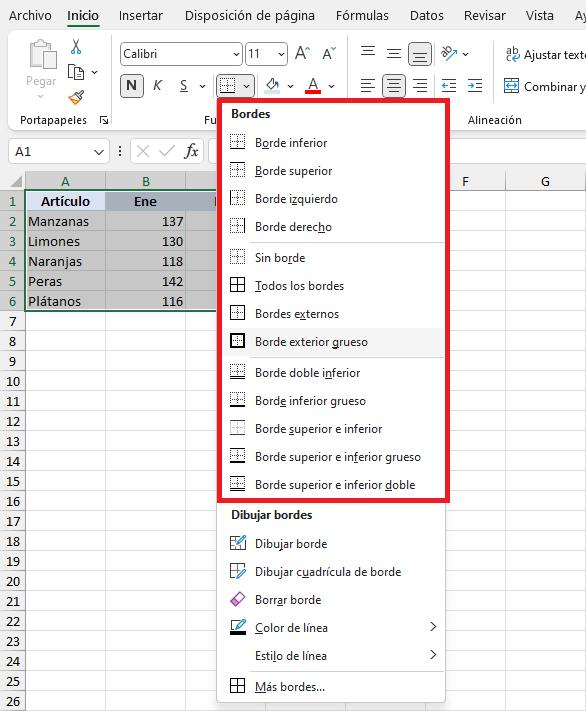 Archivo Inicio Insertar Disposición de página Fórmulas Datos Revisar Vista Ay
Calibri 11 A A ab Ajustar texto
Pegar N K S A Combinar y
Portapapeles Fu Alineación
A1 fx
Bordes
Borde inferior
Borde superior
Borde izquierdo
Borde derecho
Sin borde
Todos los bordes
Bordes externos
Borde exterior grueso
Borde doble inferior
Borde inferior grueso
Borde superior e inferior
Borde superior e inferior grueso
Borde superior e inferior doble
Dibujar bordes
Dibujar borde
Dibujar cuadrícula de borde
Borrar borde
Color de línea
Estilo de línea
Más bordes...
A B F G
1 Artículo Ene
2 Manzanas 137
3 Limones 130
4 Naranjas 118
5 Peras 142
6 Plátanos 116
7
8
9
10
11
12
13
14
15
16
17
18
19
20
21
22
23
24
25
26